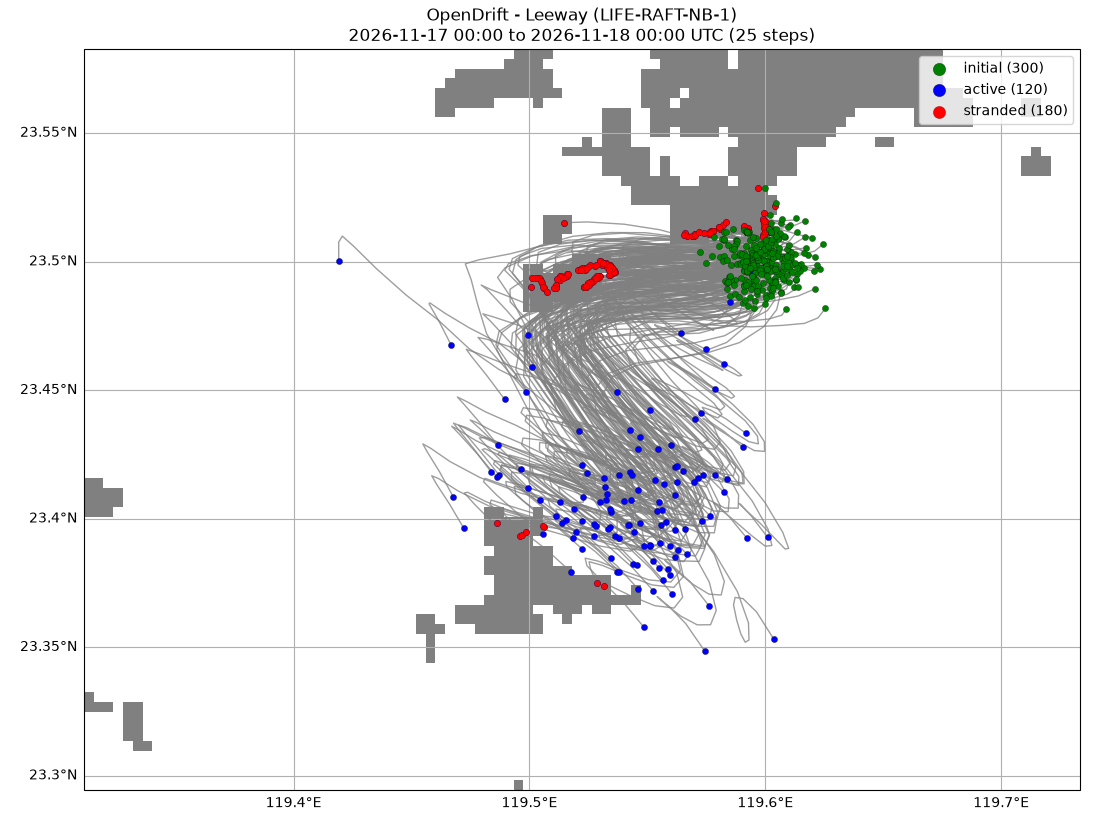 OpenDrift - Leeway (LIFE-RAFT-NB-1)
2026-11-17 00:00 to 2026-11-18 00:00 UTC (25 steps)
initial (300)
active (120)
stranded (180)
23.55°N
23.5°N
23.45°N
23.4°N
23.35°N
23.3°N
119.4°E
119.5°E
119.6°E
119.7°E